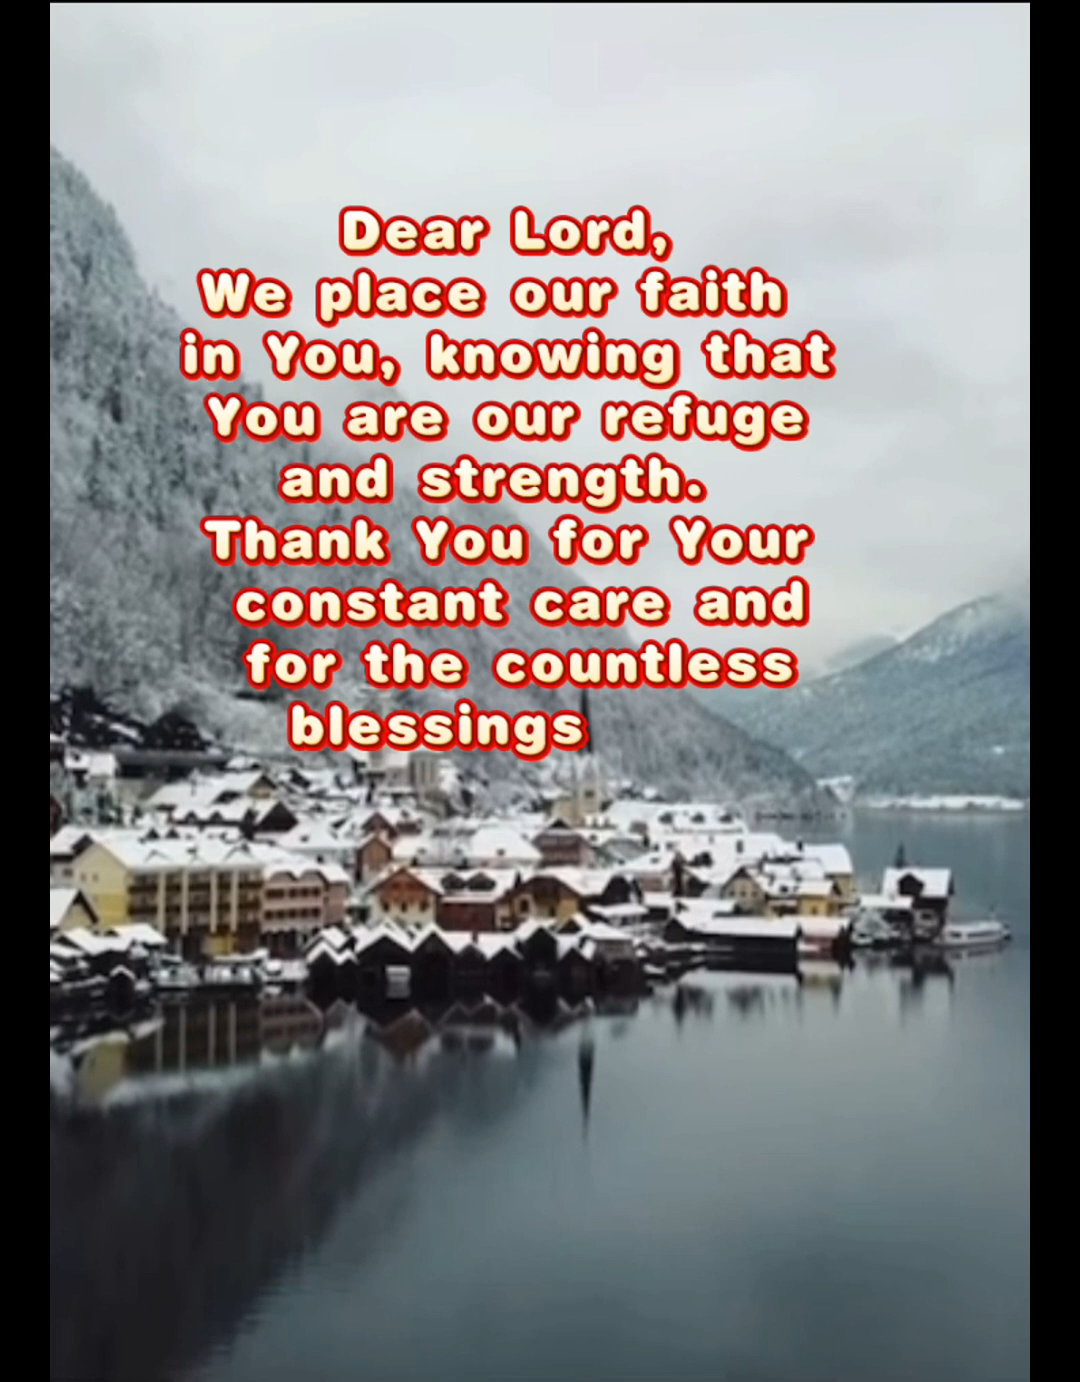 Dear Lord,
We place our faith
in You, knowing that
You are our refuge
and strength.
Thank You for Your
constant care and
for the countless
blessings